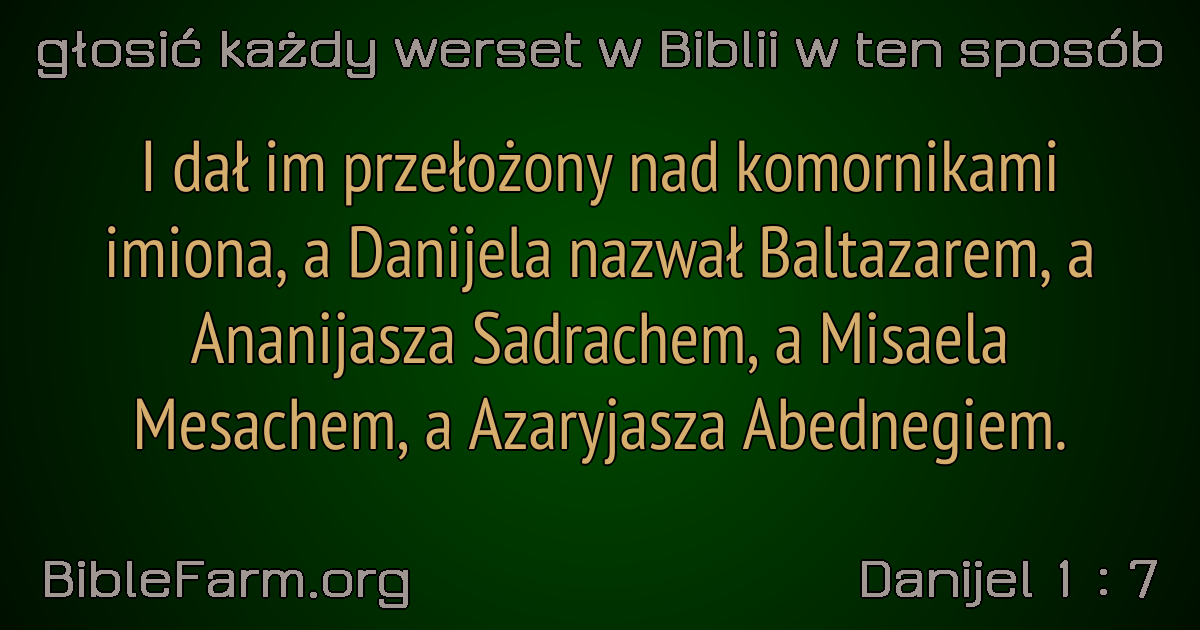 głosić każdy werset w Biblii w ten sposób
I dał im przełożony nad komornikami
imiona, a Danijela nazwał Baltazarem, a
Ananijasza Sadrachem, a Misaela
Mesachem, a Azaryjasza Abednegiem.
BibleFarm.org
Danijel 1 : 7